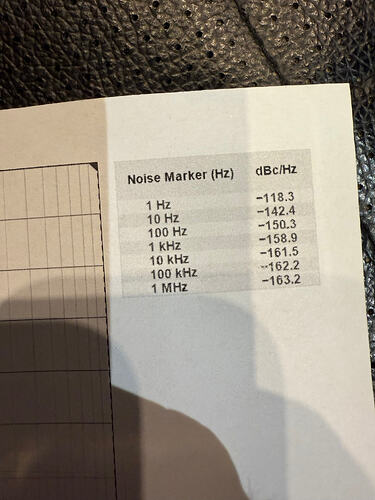 Noise Marker (Hz) dBc/Hz
1 Hz −118.3
10 Hz −142.4
100 Hz −150.3
1 kHz −158.9
10 kHz −161.5
100 kHz −162.2
1 MHz −163.2